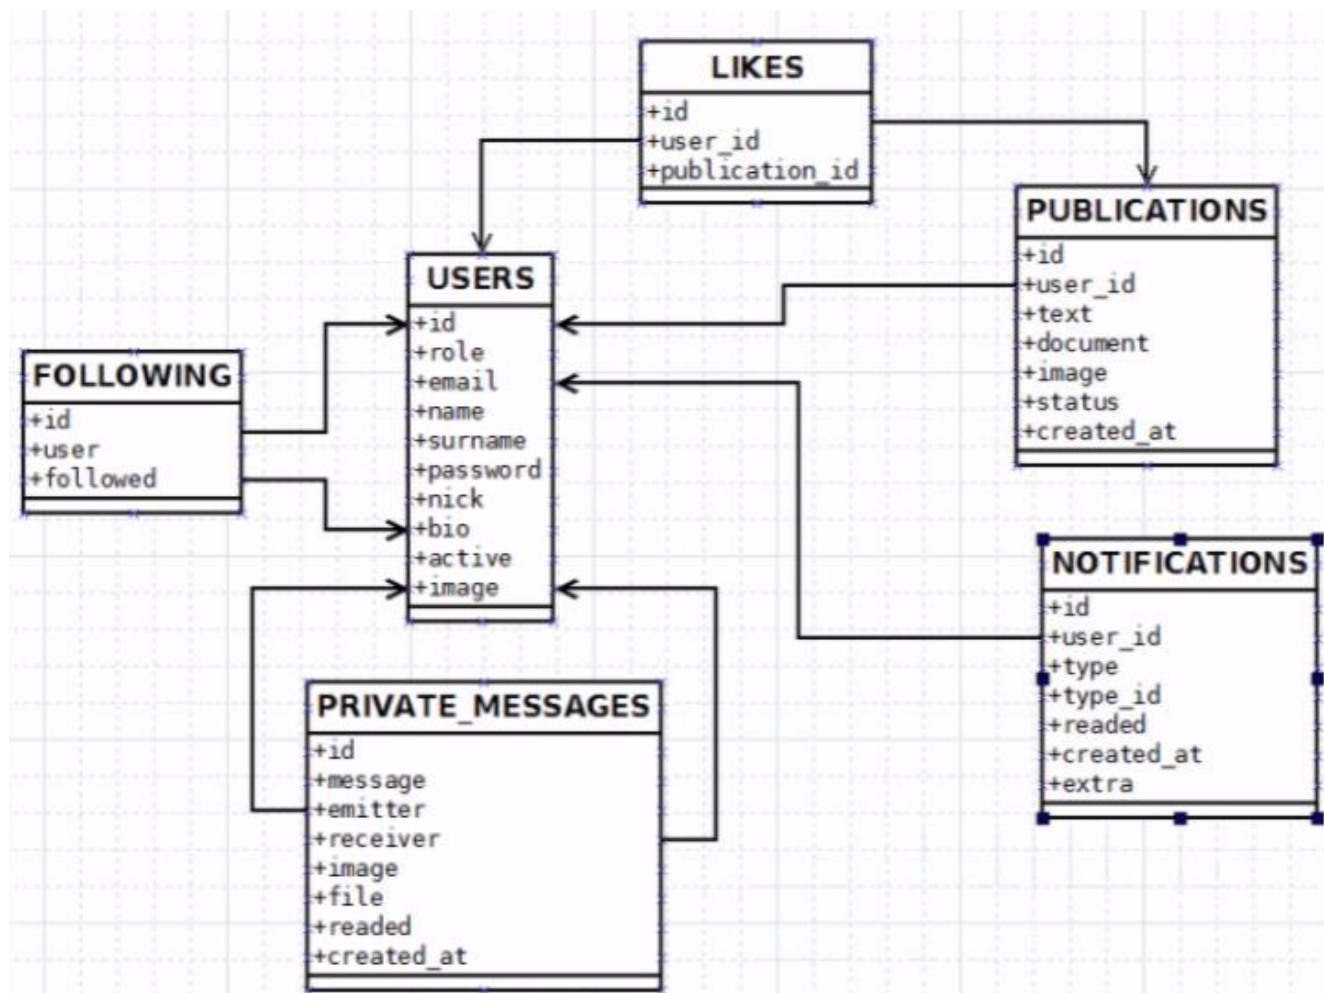 LIKES
+id
+user_id
+publication_id
PUBLICATIONS
+id
+user_id
+text
+document
+image
+status
+created_at
USERS
+id
+role
+email
+name
+surname
+password
+nick
+bio
+active
+image
FOLLOWING
+id
+user
+followed
NOTIFICATIONS
+id
+user_id
+type
+type_id
+readed
+created_at
+extra
PRIVATE_MESSAGES
+id
+message
+emitter
+receiver
+image
+file
+readed
+created_at